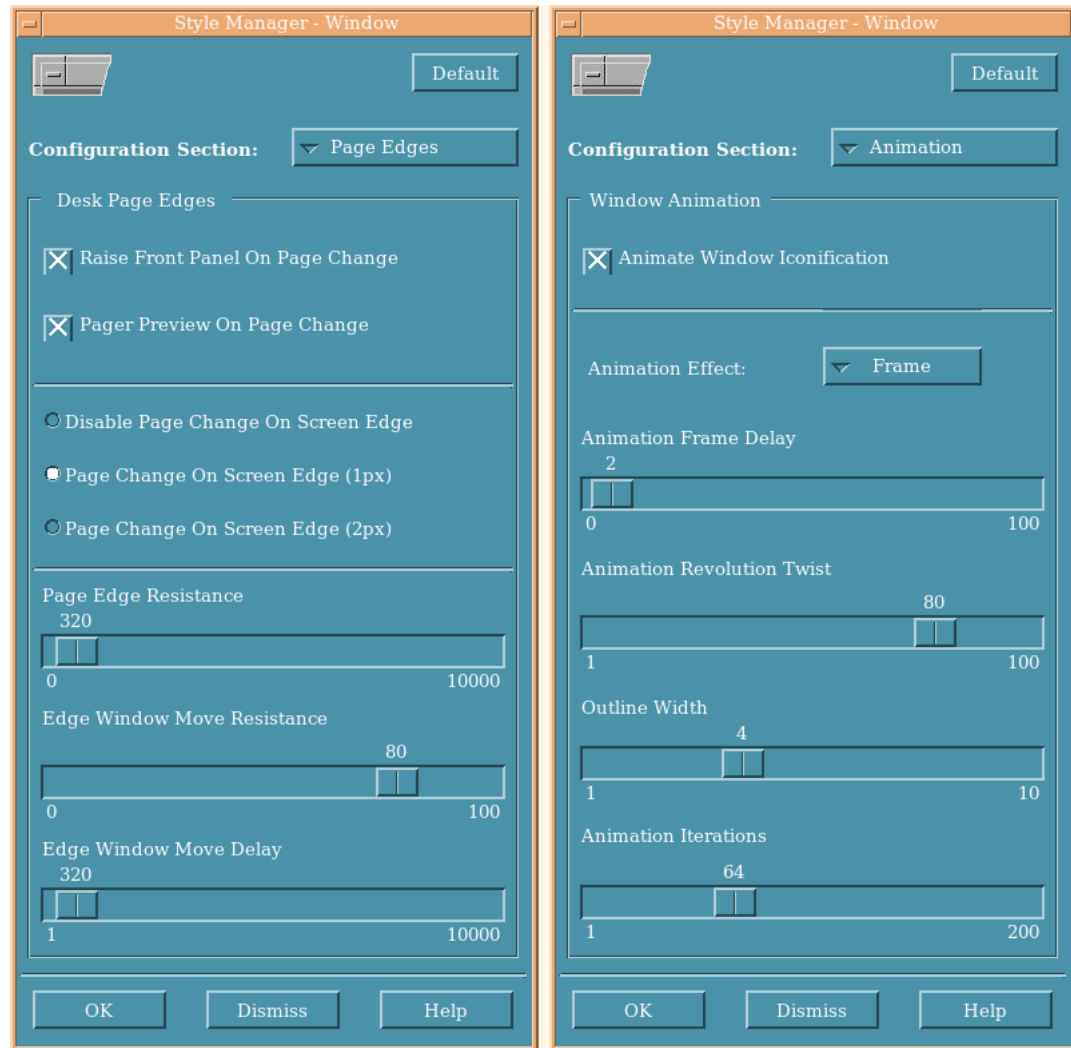 Style Manager - Window
Default
Configuration Section: Page Edges
Desk Page Edges
Raise Front Panel On Page Change
Pager Preview On Page Change
Disable Page Change On Screen Edge
Page Change On Screen Edge (1px)
Page Change On Screen Edge (2px)
Page Edge Resistance
320
0 10000
Edge Window Move Resistance
80
0 100
Edge Window Move Delay
320
1 10000
OK Dismiss Help
Style Manager - Window
Default
Configuration Section: Animation
Window Animation
Animate Window Iconification
Animation Effect: Frame
Animation Frame Delay
2
0 100
Animation Revolution Twist
80
1 100
Outline Width
4
1 10
Animation Iterations
64
1 200
OK Dismiss Help